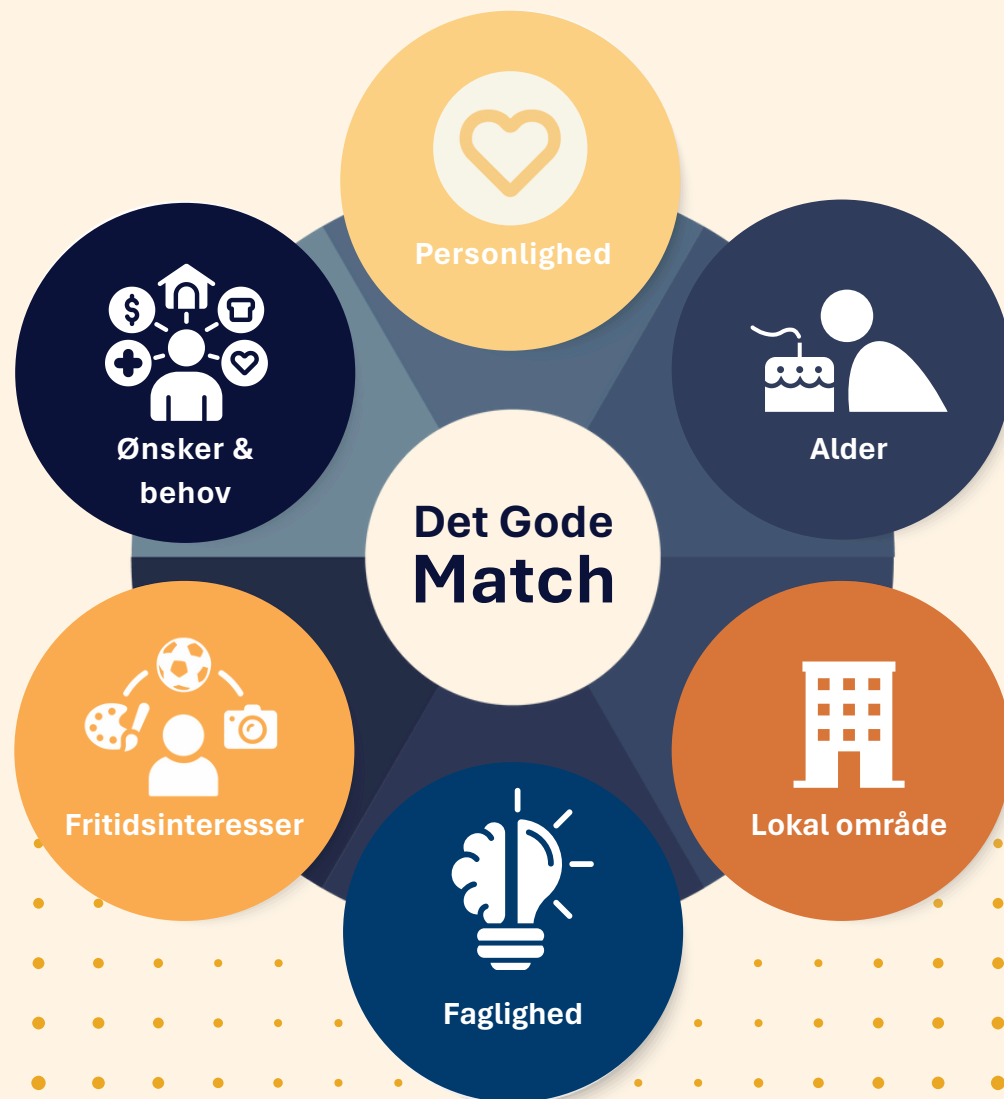 Personlighed
Ønsker &
behov
Alder
Det Gode
Match
Fritidsinteresser
Lokal område
Faglighed